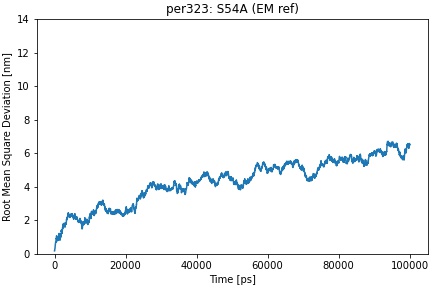 per323: S54A (EM ref)
Root Mean Square Deviation [nm]
14
12
10
8
6
4
2
0
0 20000 40000 60000 80000 100000
Time [ps]